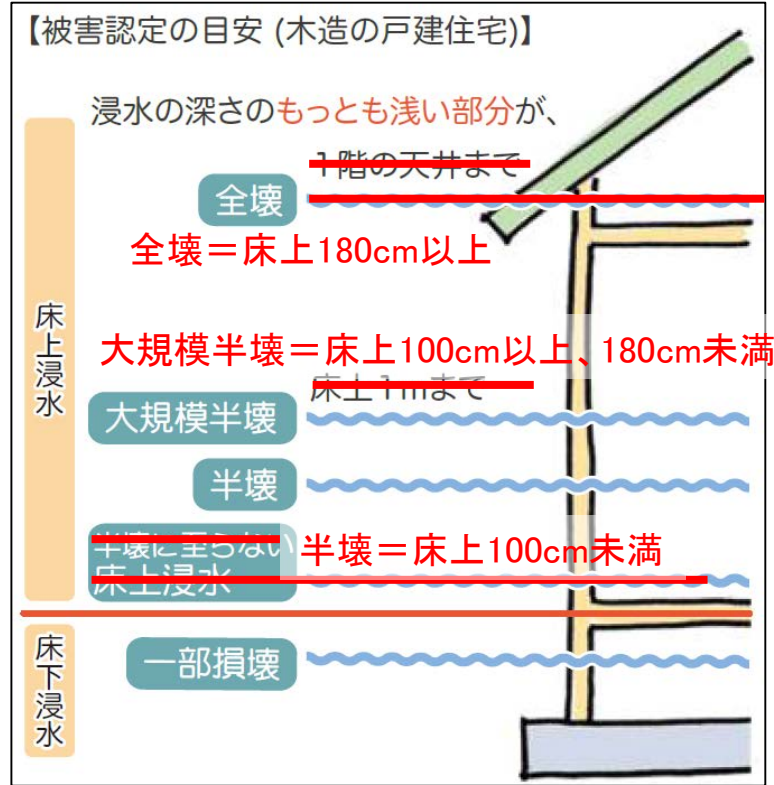 【被害認定の目安 (木造の戸建住宅)】
浸水の深さのもっとも浅い部分が、
1階の天井まで
全壊
全壊＝床上180cm以上
床上浸水
大規模半壊＝床上100cm以上、180cm未満
床上1mまで
大規模半壊
半壊
半壊に至らない
床上浸水
半壊＝床上100cm未満
床下浸水
一部損壊